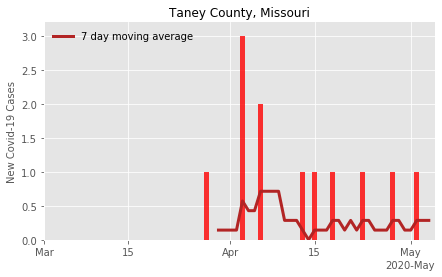 Taney County, Missouri
7 day moving average
New Covid-19 Cases
3.0
2.5
2.0
1.5
1.0
0.5
0.0
Mar
15
Apr
15
May
2020-May